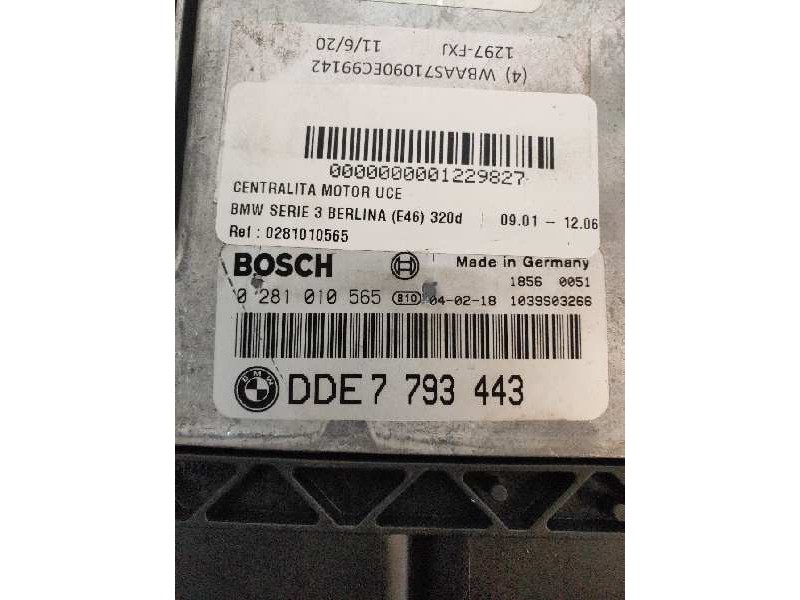 1297-FXJ 11/6/20
(4) WBAAS71090EC99142
0000000001229827
CENTRALITA MOTOR UCE
BMW SERIE 3 BERLINA (E46) 320d | 09.01 - 12.06
Ref : 0281010565
BOSCH Made in Germany
1856 0051
0 281 010 565 B10 04-02-18 1039S03266
BMW DDE 7 793 443